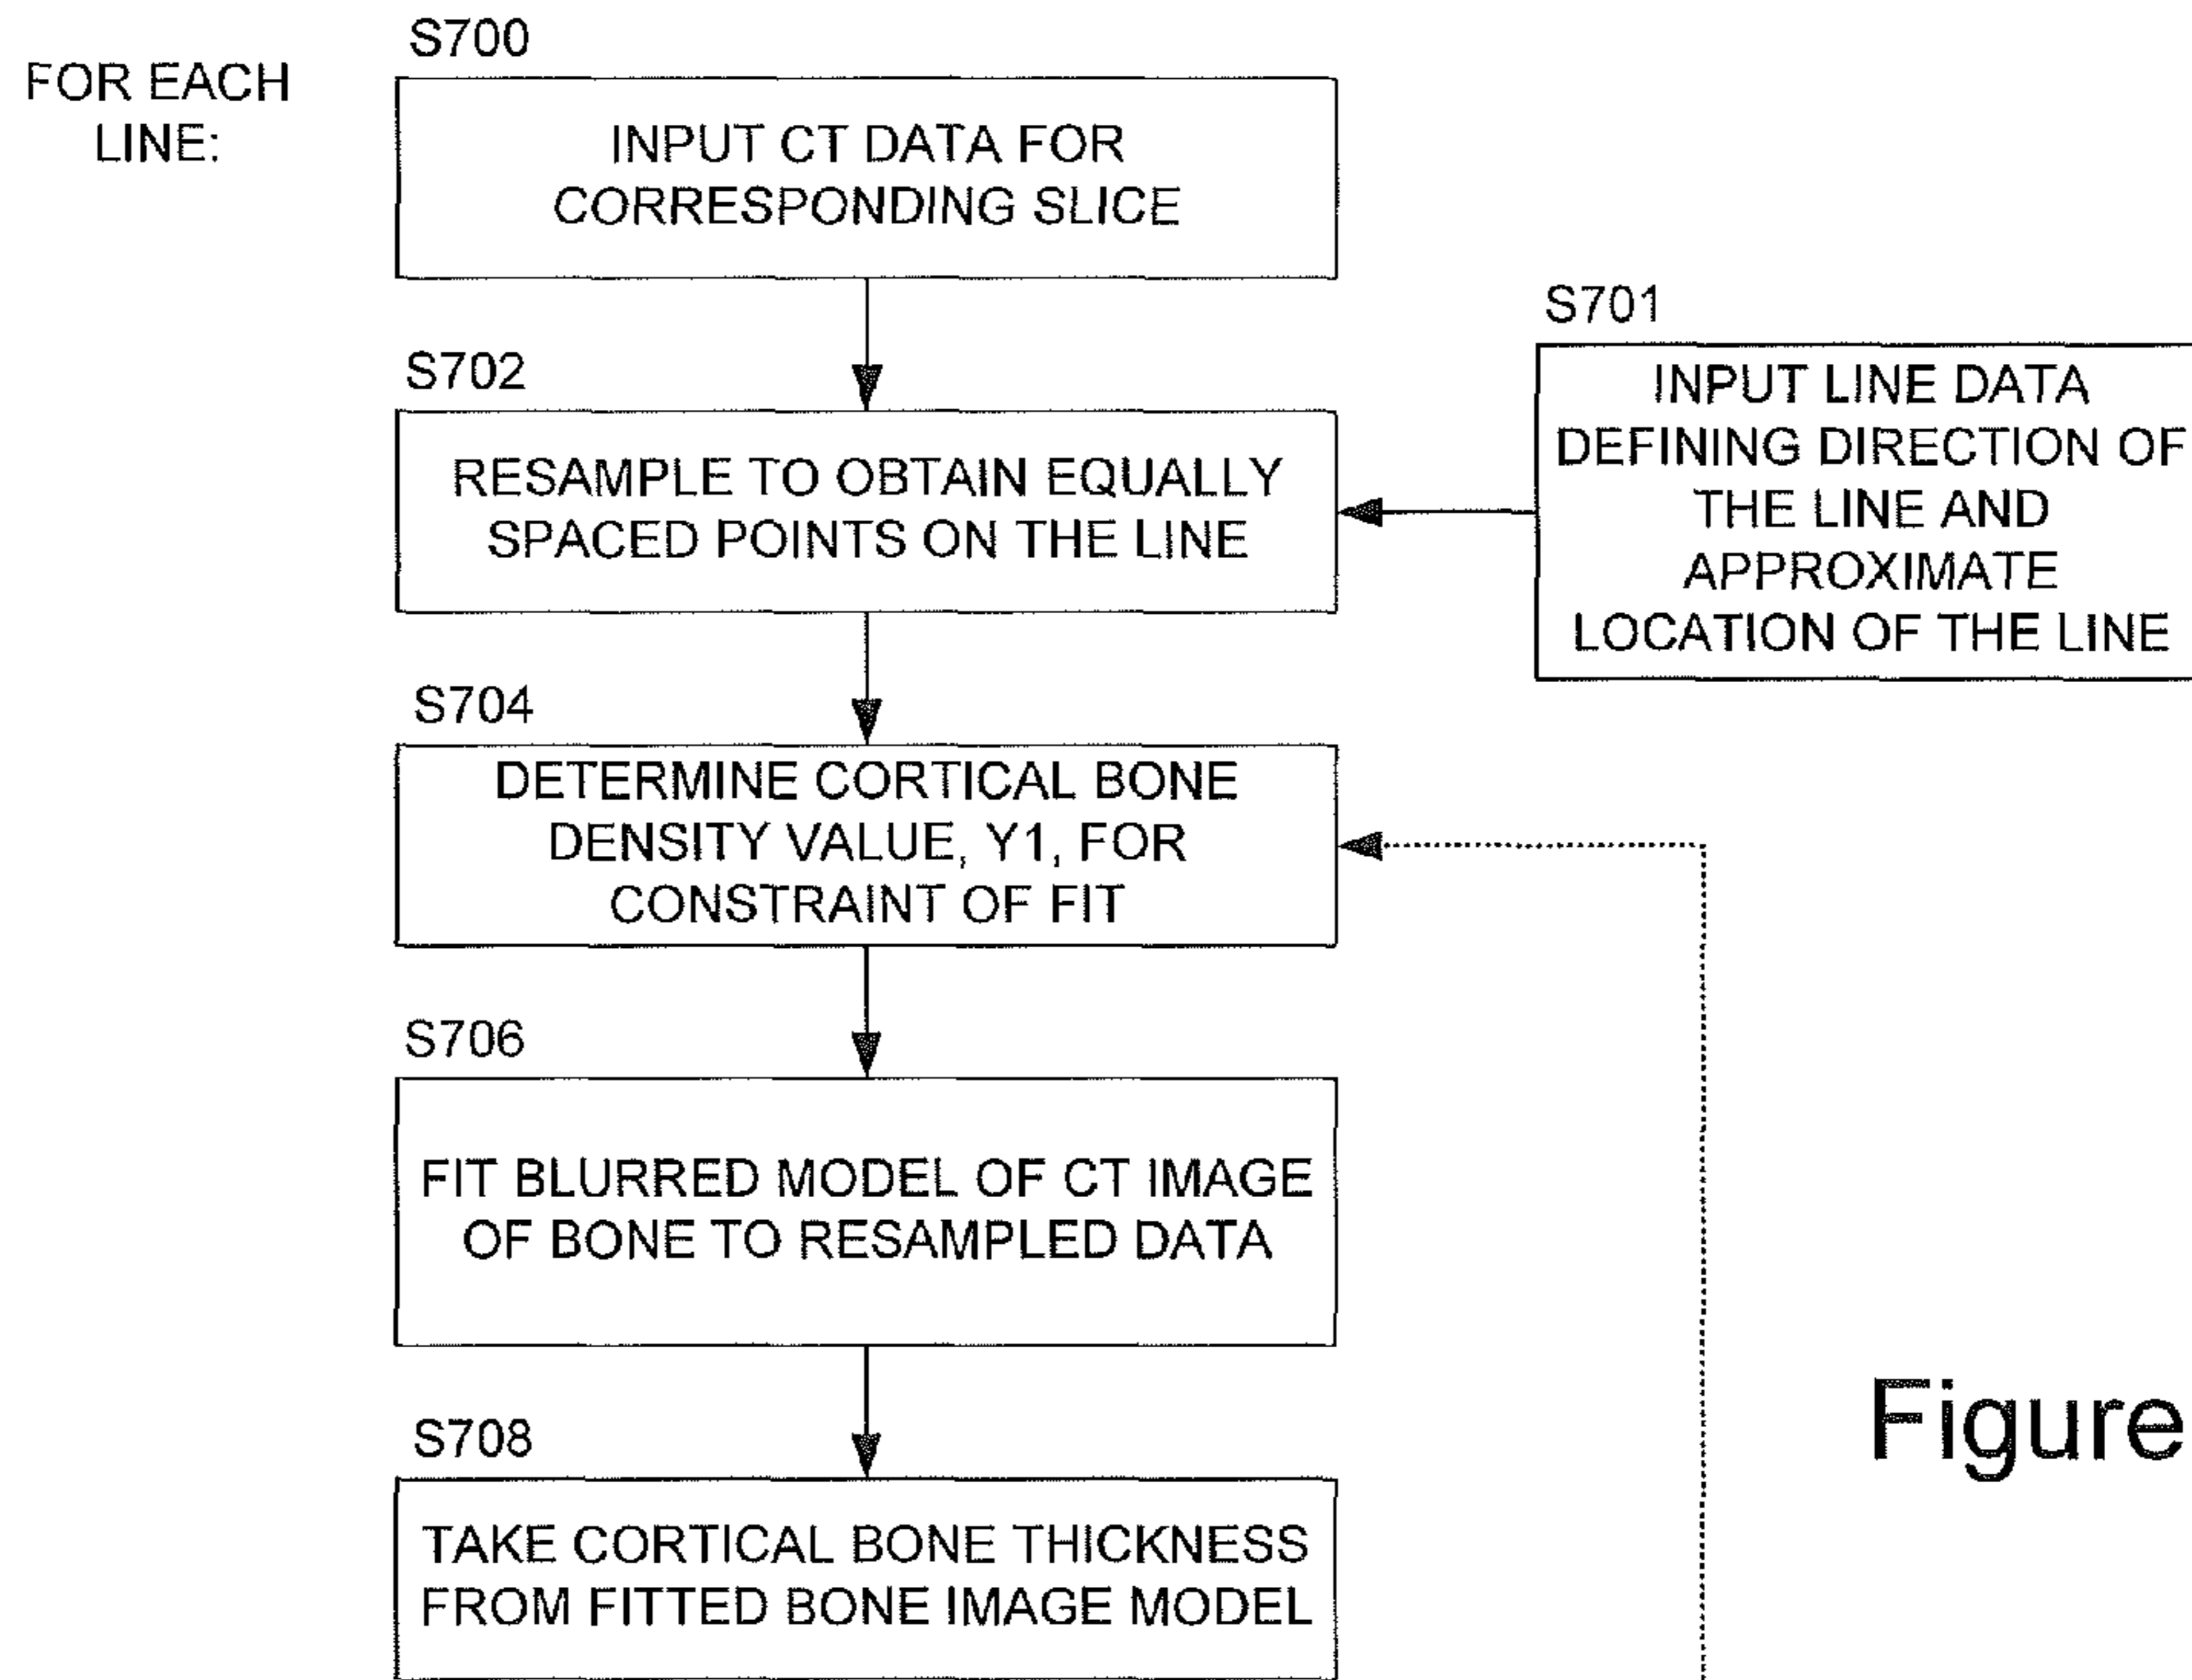 FOR EACH
LINE:
S700
INPUT CT DATA FOR
CORRESPONDING SLICE
S701
INPUT LINE DATA
DEFINING DIRECTION OF
THE LINE AND
APPROXIMATE
LOCATION OF THE LINE
S702
RESAMPLE TO OBTAIN EQUALLY
SPACED POINTS ON THE LINE
S704
DETERMINE CORTICAL BONE
DENSITY VALUE, Y1, FOR
CONSTRAINT OF FIT
S706
FIT BLURRED MODEL OF CT IMAGE
OF BONE TO RESAMPLED DATA
S708
TAKE CORTICAL BONE THICKNESS
FROM FITTED BONE IMAGE MODEL
Figure